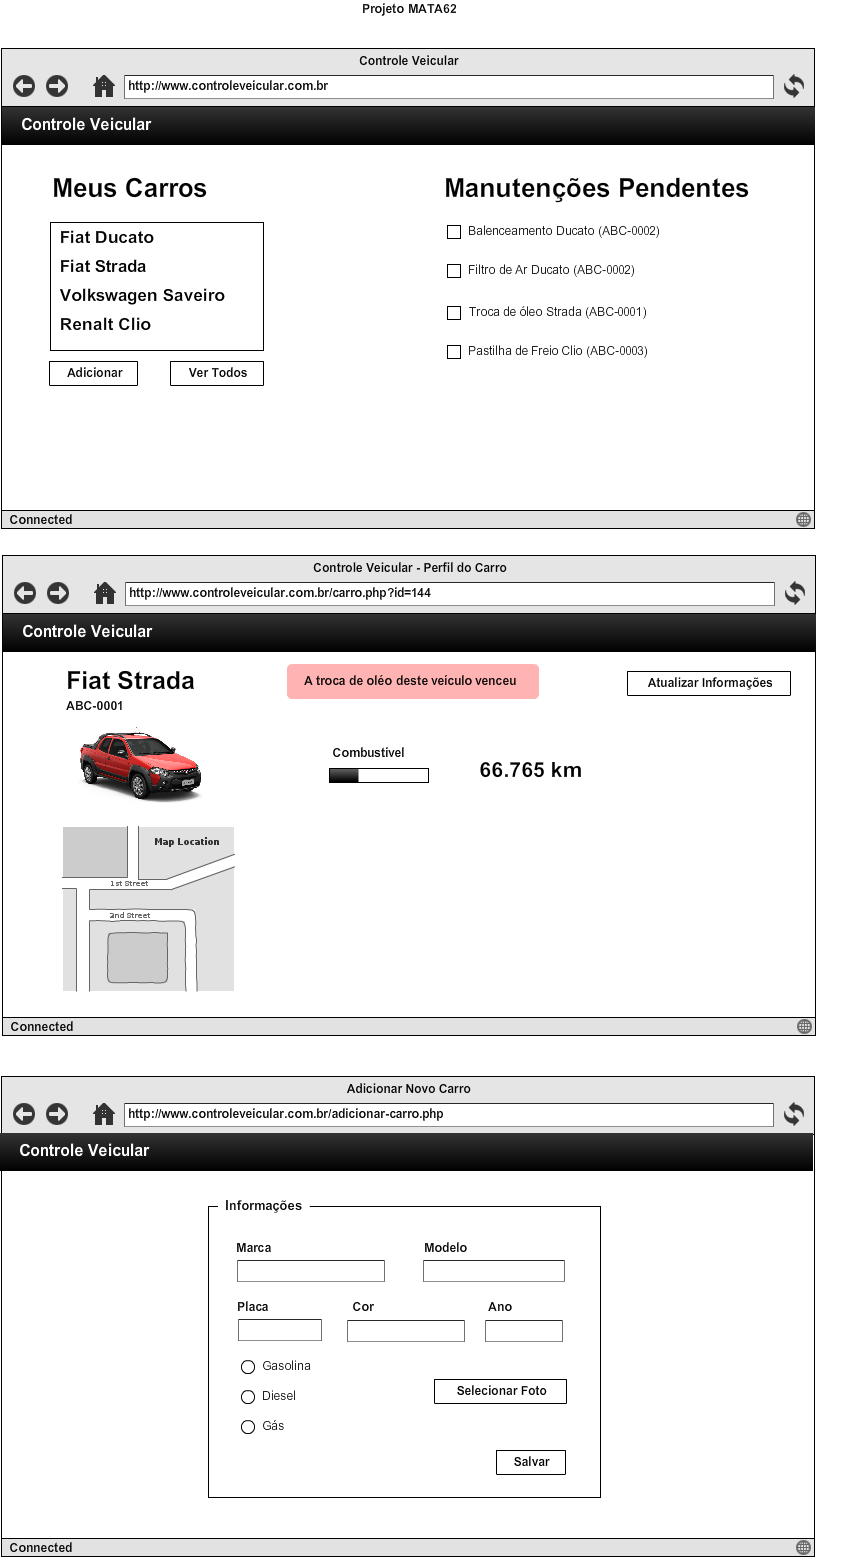 Projeto MATA62
Controle Veicular
http://www.controleveicular.com.br
Controle Veicular
Meus Carros
Fiat Ducato
Fiat Strada
Volkswagen Saveiro
Renalt Clio
Adicionar
Ver Todos
Manutenções Pendentes
Balenceamento Ducato (ABC-0002)
Filtro de Ar Ducato (ABC-0002)
Troca de óleo Strada (ABC-0001)
Pastilha de Freio Clio (ABC-0003)
Connected
Controle Veicular - Perfil do Carro
http://www.controleveicular.com.br/carro.php?id=144
Controle Veicular
Fiat Strada
ABC-0001
A troca de oléo deste veículo venceu
Atualizar Informações
Combustível
66.765 km
Map Location
1st Street
2nd Street
Connected
Adicionar Novo Carro
http://www.controleveicular.com.br/adicionar-carro.php
Controle Veicular
Informações
Marca
Modelo
Placa
Cor
Ano
Gasolina
Diesel
Gás
Selecionar Foto
Salvar
Connected